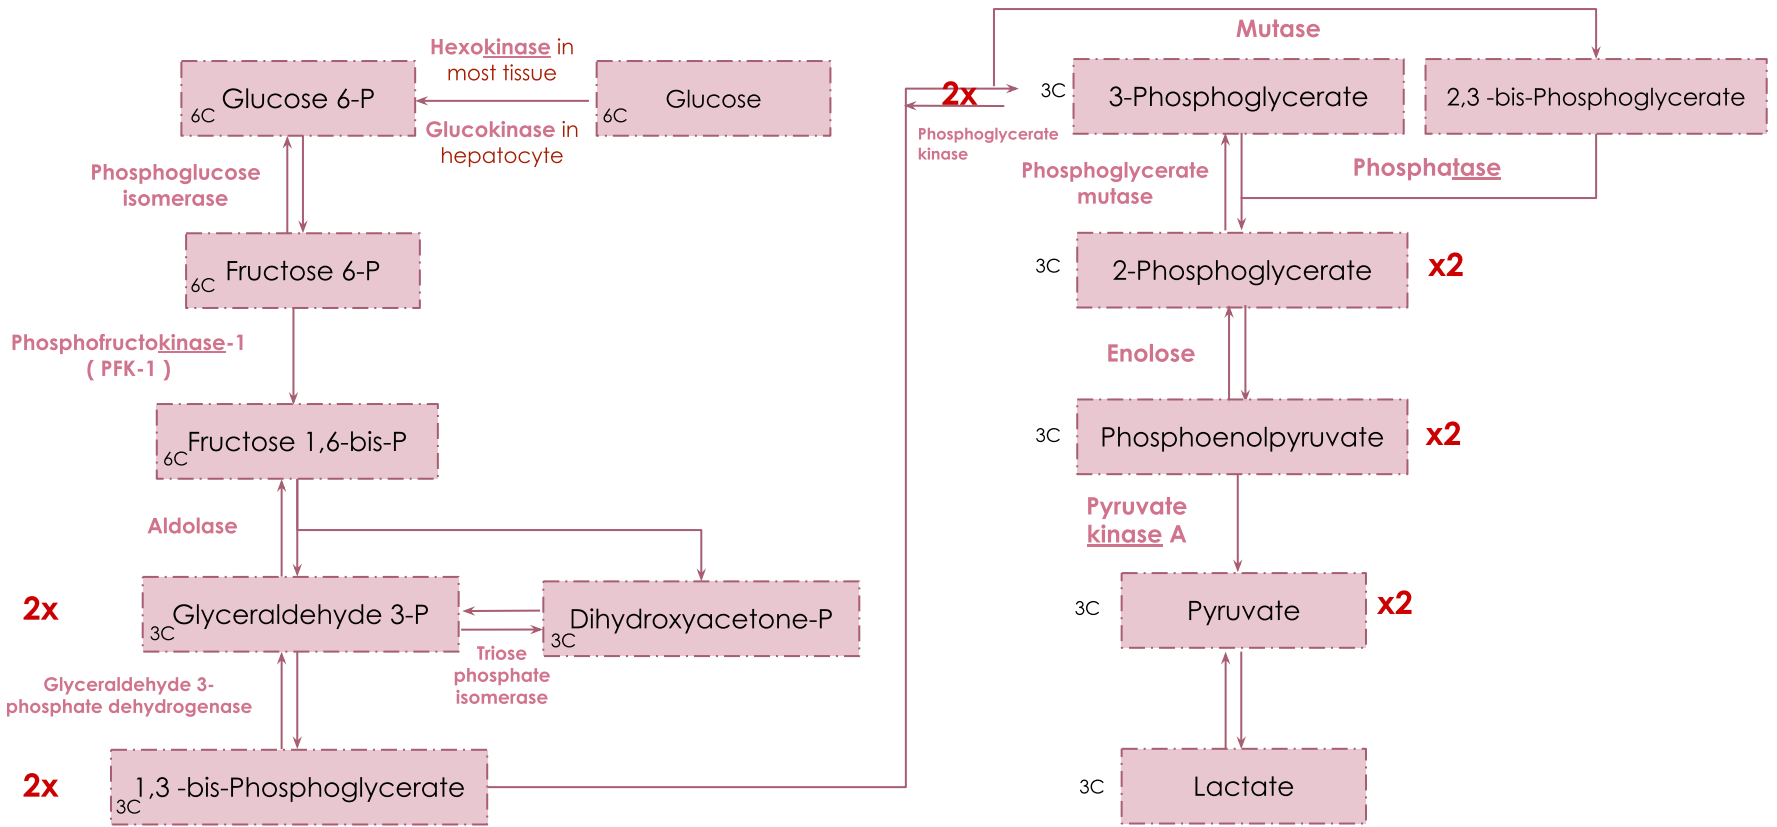 Hexokinase in
most tissue
Glucose 6-P
6C
Glucose
6C
Glucokinase in
hepatocyte
Phosphoglucose
isomerase
Fructose 6-P
6C
Phosphofructokinase-1
( PFK-1 )
Fructose 1,6-bis-P
6C
Aldolase
2x
Glyceraldehyde 3-P
3C
Dihydroxyacetone-P
3C
Triose
phosphate
isomerase
Glyceraldehyde 3-
phosphate dehydrogenase
2x
1,3 -bis-Phosphoglycerate
3C
Mutase
2x
3C
3-Phosphoglycerate
2,3 -bis-Phosphoglycerate
Phosphoglycerate
kinase
Phosphoglycerate
mutase
Phosphatase
3C
2-Phosphoglycerate
x2
Enolose
3C
Phosphoenolpyruvate
x2
Pyruvate
kinase A
3C
Pyruvate
x2
3C
Lactate